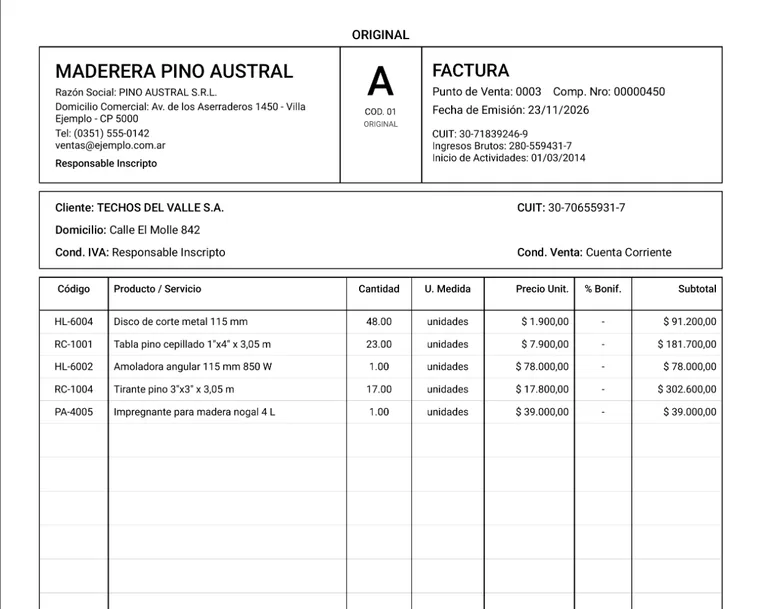 ORIGINAL
MADERERA PINO AUSTRAL
Razón Social: PINO AUSTRAL S.R.L.
Domicilio Comercial: Av. de los Aserraderos 1450 - Villa
Ejemplo - CP 5000
Tel: (0351) 555-0142
ventas@ejemplo.com.ar
Responsable Inscripto
A
COD. 01
ORIGINAL
FACTURA
Punto de Venta: 0003 Comp. Nro: 00000450
Fecha de Emisión: 23/11/2026
CUIT: 30-71839246-9
Ingresos Brutos: 280-559431-7
Inicio de Actividades: 01/03/2014
Cliente: TECHOS DEL VALLE S.A. CUIT: 30-70655931-7
Domicilio: Calle El Molle 842
Cond. IVA: Responsable Inscripto Cond. Venta: Cuenta Corriente
Código Producto / Servicio Cantidad U. Medida Precio Unit. % Bonif. Subtotal
HL-6004 Disco de corte metal 115 mm 48.00 unidades $ 1.900,00 - $ 91.200,00
RC-1001 Tabla pino cepillado 1"x4" x 3,05 m 23.00 unidades $ 7.900,00 - $ 181.700,00
HL-6002 Amoladora angular 115 mm 850 W 1.00 unidades $ 78.000,00 - $ 78.000,00
RC-1004 Tirante pino 3"x3" x 3,05 m 17.00 unidades $ 17.800,00 - $ 302.600,00
PA-4005 Impregnante para madera nogal 4 L 1.00 unidades $ 39.000,00 - $ 39.000,00